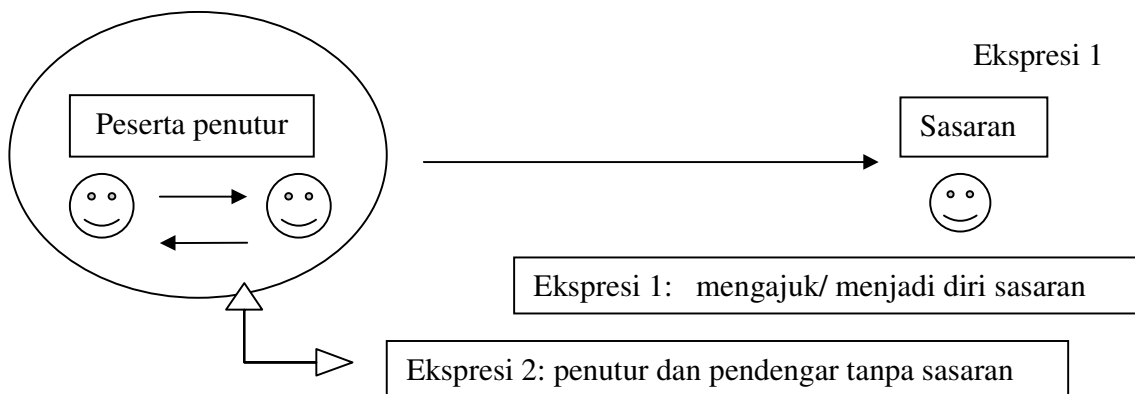 Ekspresi 1
Peserta penutur
Sasaran
Ekspresi 1: mengajuk/ menjadi diri sasaran
Ekspresi 2: penutur dan pendengar tanpa sasaran